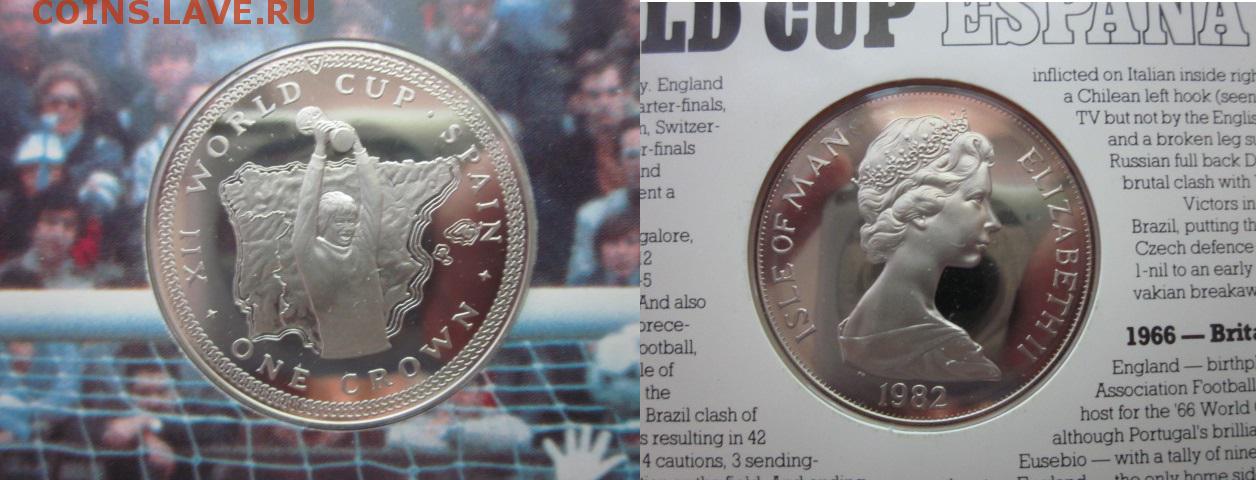 COINS.LAVE.RU
XII WORLD CUP · SPAIN
ONE CROWN
LD CUP ESPANA
y. England
arter-finals,
n, Switzer-
r-finals
nd
ent a
galore,
2
-5
And also
prece-
ootball,
le of
the
Brazil clash of
s resulting in 42
4 cautions, 3 sending-
ISLE OF MAN
ELIZABETH II
1982
inflicted on Italian inside righ
a Chilean left hook (seen
TV but not by the Englis
and a broken leg su
Russian full back D
brutal clash with
Victors in
Brazil, putting th
Czech defence
1-nil to an early
vakian breakaw
1966 — Brita
England — birthpl
Association Football
host for the '66 World
although Portugal's brillia
Eusebio — with a tally of nine
England — the only home sid